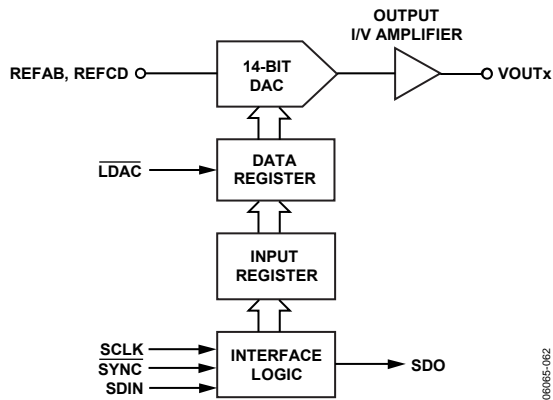 OUTPUT
I/V AMPLIFIER
REFAB, REFCD
14-BIT
DAC
VOUTx
LDAC
DATA
REGISTER
INPUT
REGISTER
SCLK
SYNC
SDIN
INTERFACE
LOGIC
SDO
06065-062